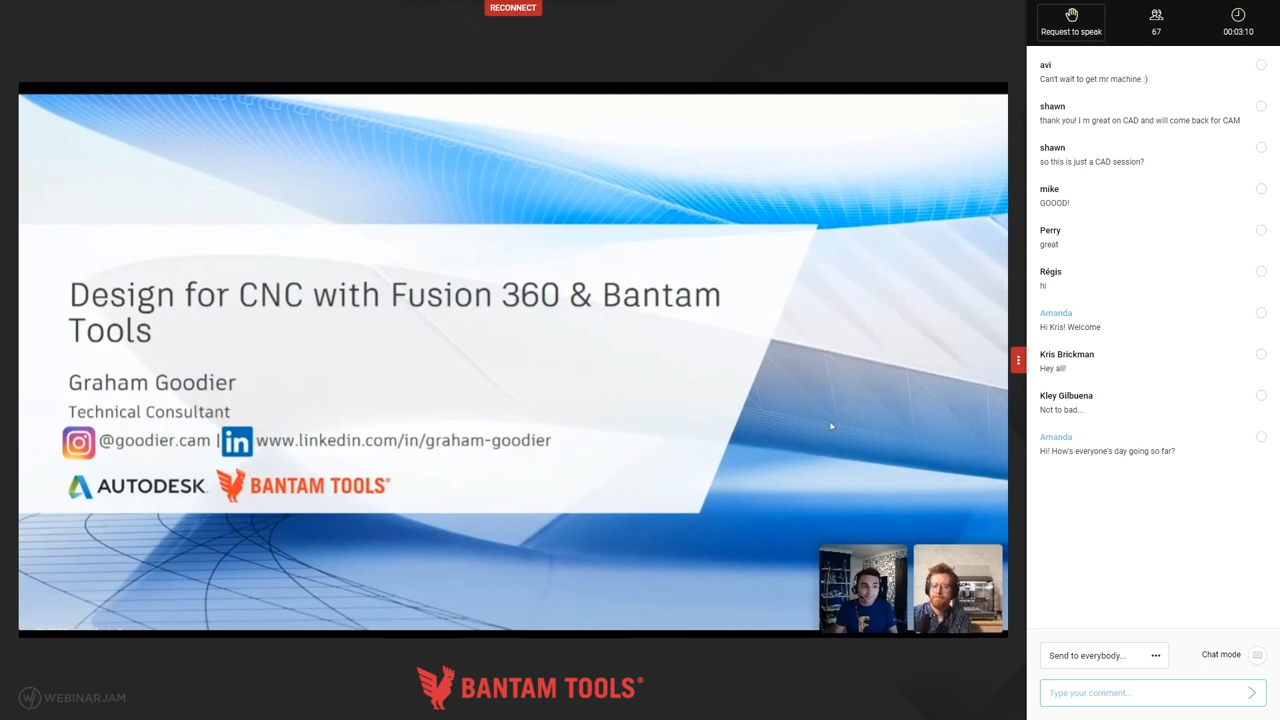 RECONNECT
Request to speak
67
00:03:10
Design for CNC with Fusion 360 & Bantam
Tools
Graham Goodier
Technical Consultant
@goodier.cam | in www.linkedin.com/in/graham-goodier
AUTODESK. BANTAM TOOLS®
WEBINARJAM
BANTAM TOOLS®
avi
Can't wait to get mr machine :)
shawn
thank you! I m great on CAD and will come back for CAM
shawn
so this is just a CAD session?
mike
GOOOD!
Perry
great
Régis
hi
Amanda
Hi Kris! Welcome
Kris Brickman
Hey all!
Kley Gilbuena
Not to bad...
Amanda
Hi! How's everyone's day going so far?
Send to everybody...
Chat mode
Type your comment...